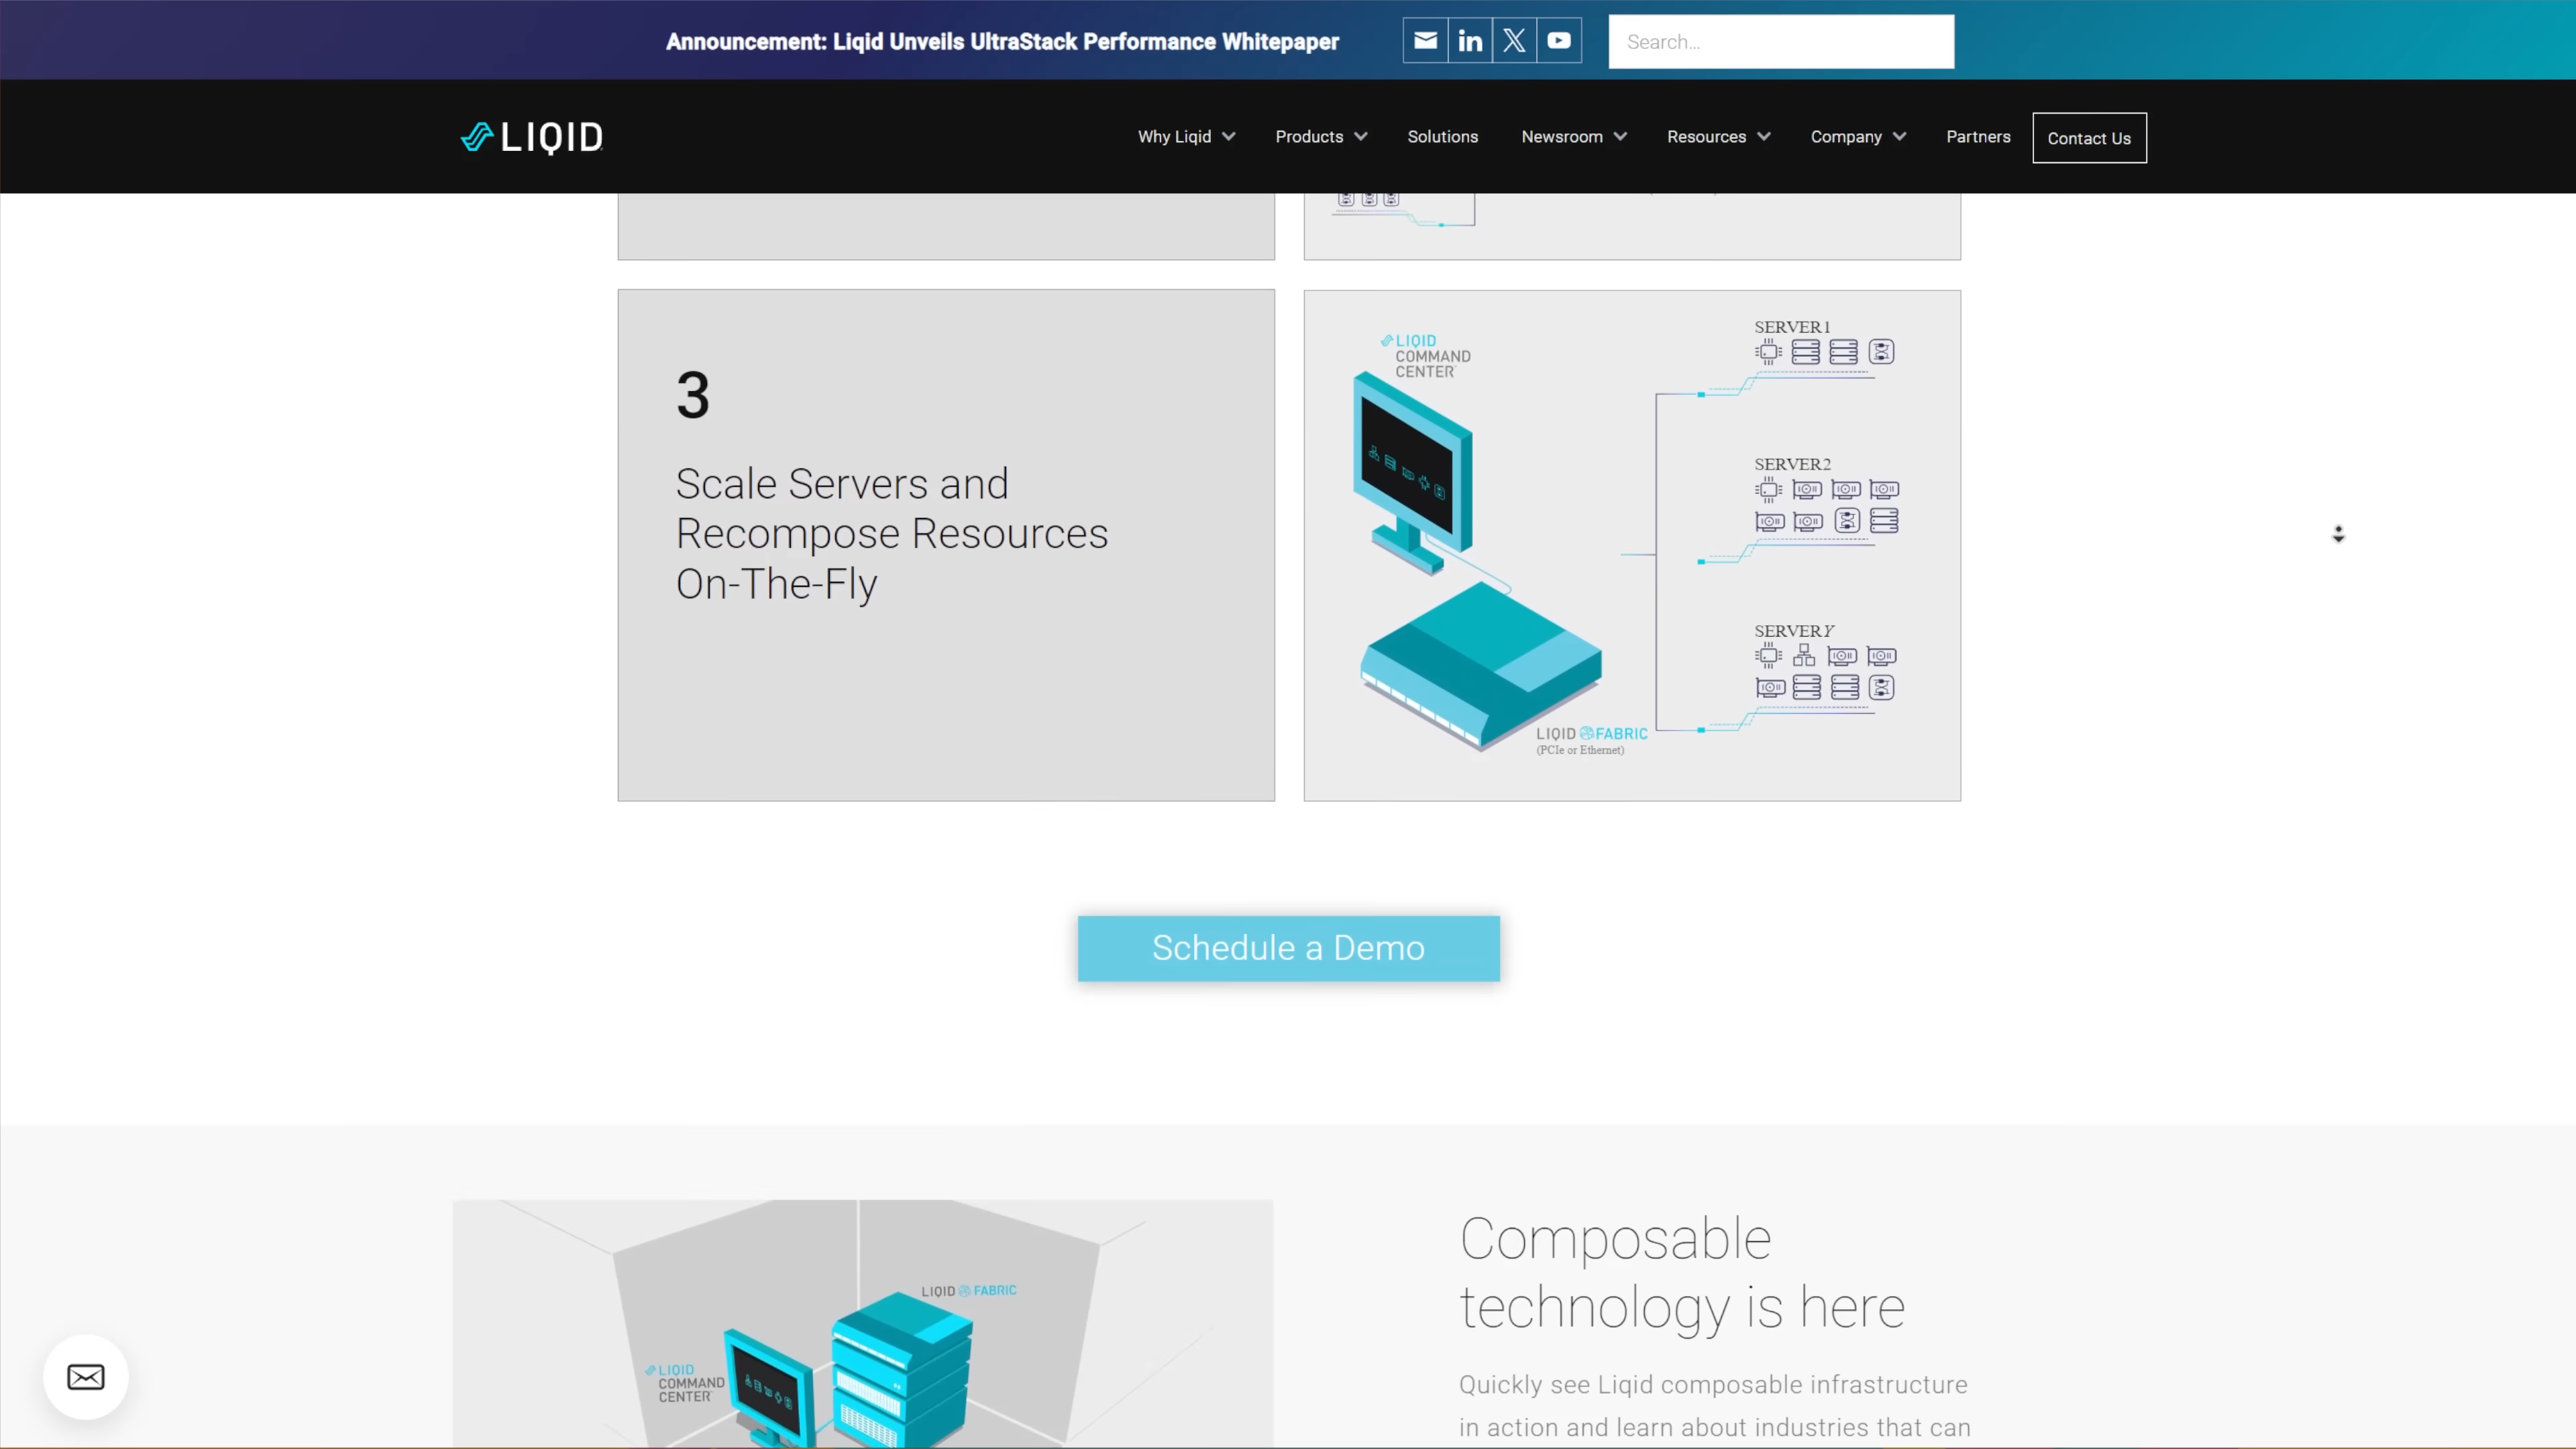 Announcement: Liqid Unveils UltraStack Performance Whitepaper
Search...
LIQID
Why Liqid
Products
Solutions
Newsroom
Resources
Company
Partners
Contact Us
3
Scale Servers and
Recompose Resources
On-The-Fly
LIQID
COMMAND
CENTER
SERVER1
SERVER2
SERVERY
LIQID FABRIC
(PCIe or Ethernet)
Schedule a Demo
LIQID FABRIC
LIQID
COMMAND
CENTER
Composable
technology is here
Quickly see Liqid composable infrastructure
in action and learn about industries that can